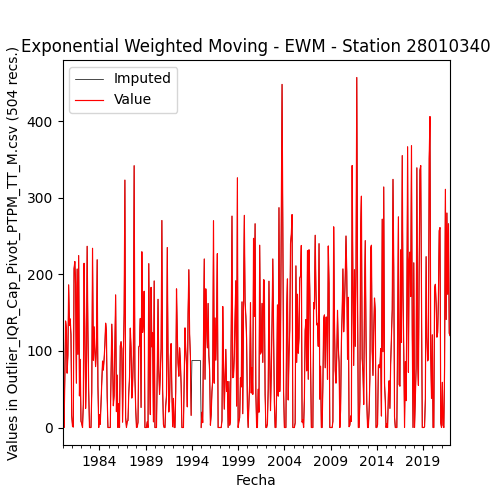 Exponential Weighted Moving - EWM - Station 28010340
Imputed
Value
Values in Outlier_IQR_Cap_Pivot_PTPM_TT_M.csv (504 recs.)
400
300
200
100
0
1984 1989 1994 1999 2004 2009 2014 2019
Fecha